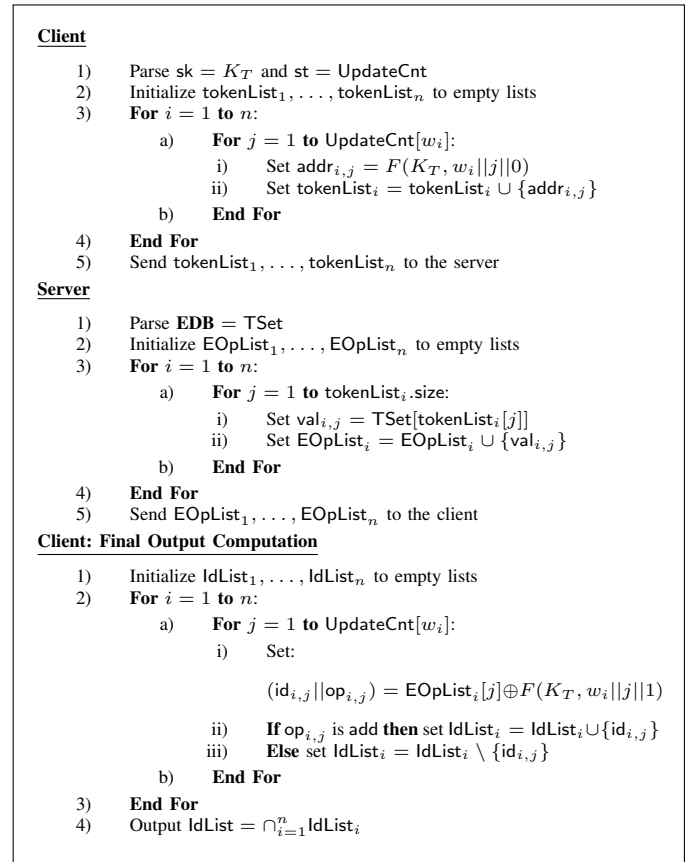 Client
1) Parse sk = K_T and st = UpdateCnt
2) Initialize tokenList_1, . . . , tokenList_n to empty lists
3) For i = 1 to n:
a) For j = 1 to UpdateCnt[w_i]:
i) Set addr_{i,j} = F(K_T, w_i||j||0)
ii) Set tokenList_i = tokenList_i ∪ {addr_{i,j}}
b) End For
4) End For
5) Send tokenList_1, . . . , tokenList_n to the server
Server
1) Parse EDB = TSet
2) Initialize EOpList_1, . . . , EOpList_n to empty lists
3) For i = 1 to n:
a) For j = 1 to tokenList_i.size:
i) Set val_{i,j} = TSet[tokenList_i[j]]
ii) Set EOpList_i = EOpList_i ∪ {val_{i,j}}
b) End For
4) End For
5) Send EOpList_1, . . . , EOpList_n to the client
Client: Final Output Computation
1) Initialize IdList_1, . . . , IdList_n to empty lists
2) For i = 1 to n:
a) For j = 1 to UpdateCnt[w_i]:
i) Set:
(id_{i,j}||op_{i,j}) = EOpList_i[j]⊕F(K_T, w_i||j||1)
ii) If op_{i,j} is add then set IdList_i = IdList_i∪{id_{i,j}}
iii) Else set IdList_i = IdList_i \ {id_{i,j}}
b) End For
3) End For
4) Output IdList = ∩_{i=1}^n IdList_i